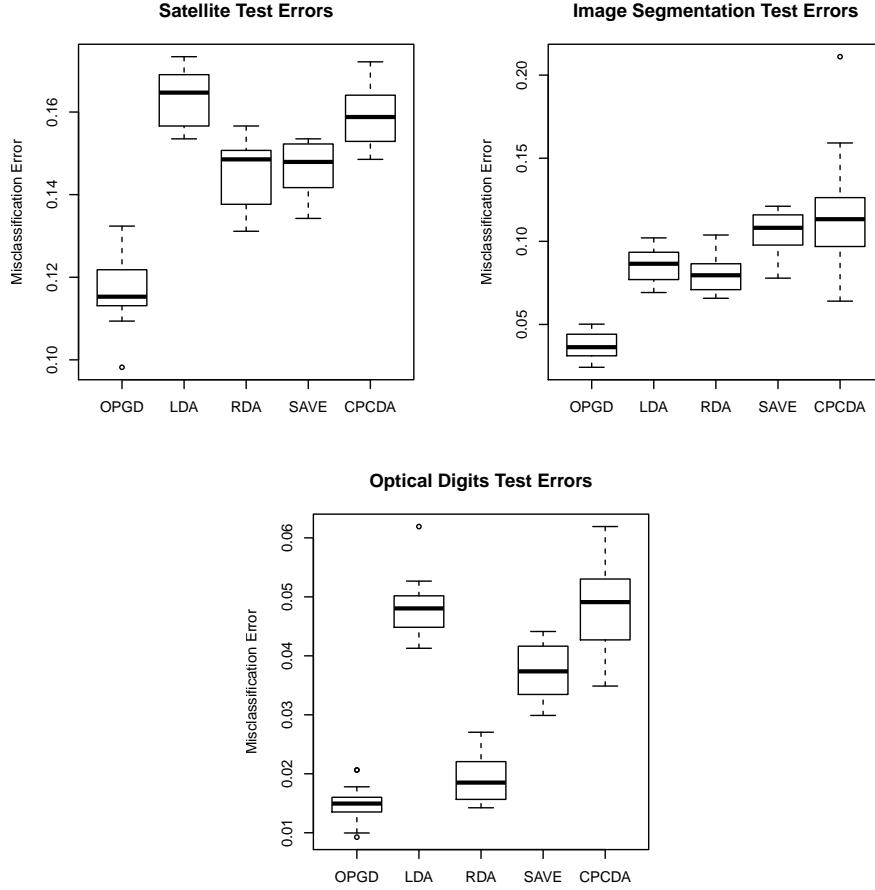 Satellite Test Errors
Misclassification Error
0.10 0.12 0.14 0.16
OPGD LDA RDA SAVE CPCDA
Image Segmentation Test Errors
Misclassification Error
0.05 0.10 0.15 0.20
OPGD LDA RDA SAVE CPCDA
Optical Digits Test Errors
Misclassification Error
0.01 0.02 0.03 0.04 0.05 0.06
OPGD LDA RDA SAVE CPCDA